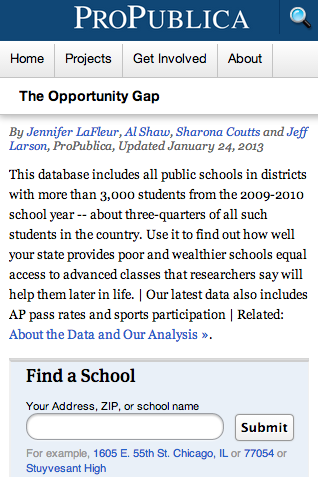 PROPUBLICA
Home Projects Get Involved About
The Opportunity Gap
By Jennifer LaFleur, Al Shaw, Sharona Coutts and Jeff
Larson, ProPublica, Updated January 24, 2013
This database includes all public schools in districts
with more than 3,000 students from the 2009-2010
school year -- about three-quarters of all such
students in the country. Use it to find out how well
your state provides poor and wealthier schools equal
access to advanced classes that researchers say will
help them later in life. | Our latest data also includes
AP pass rates and sports participation | Related:
About the Data and Our Analysis ».
Find a School
Your Address, ZIP, or school name
Submit
For example, 1605 E. 55th St. Chicago, IL or 77054 or
Stuyvesant High